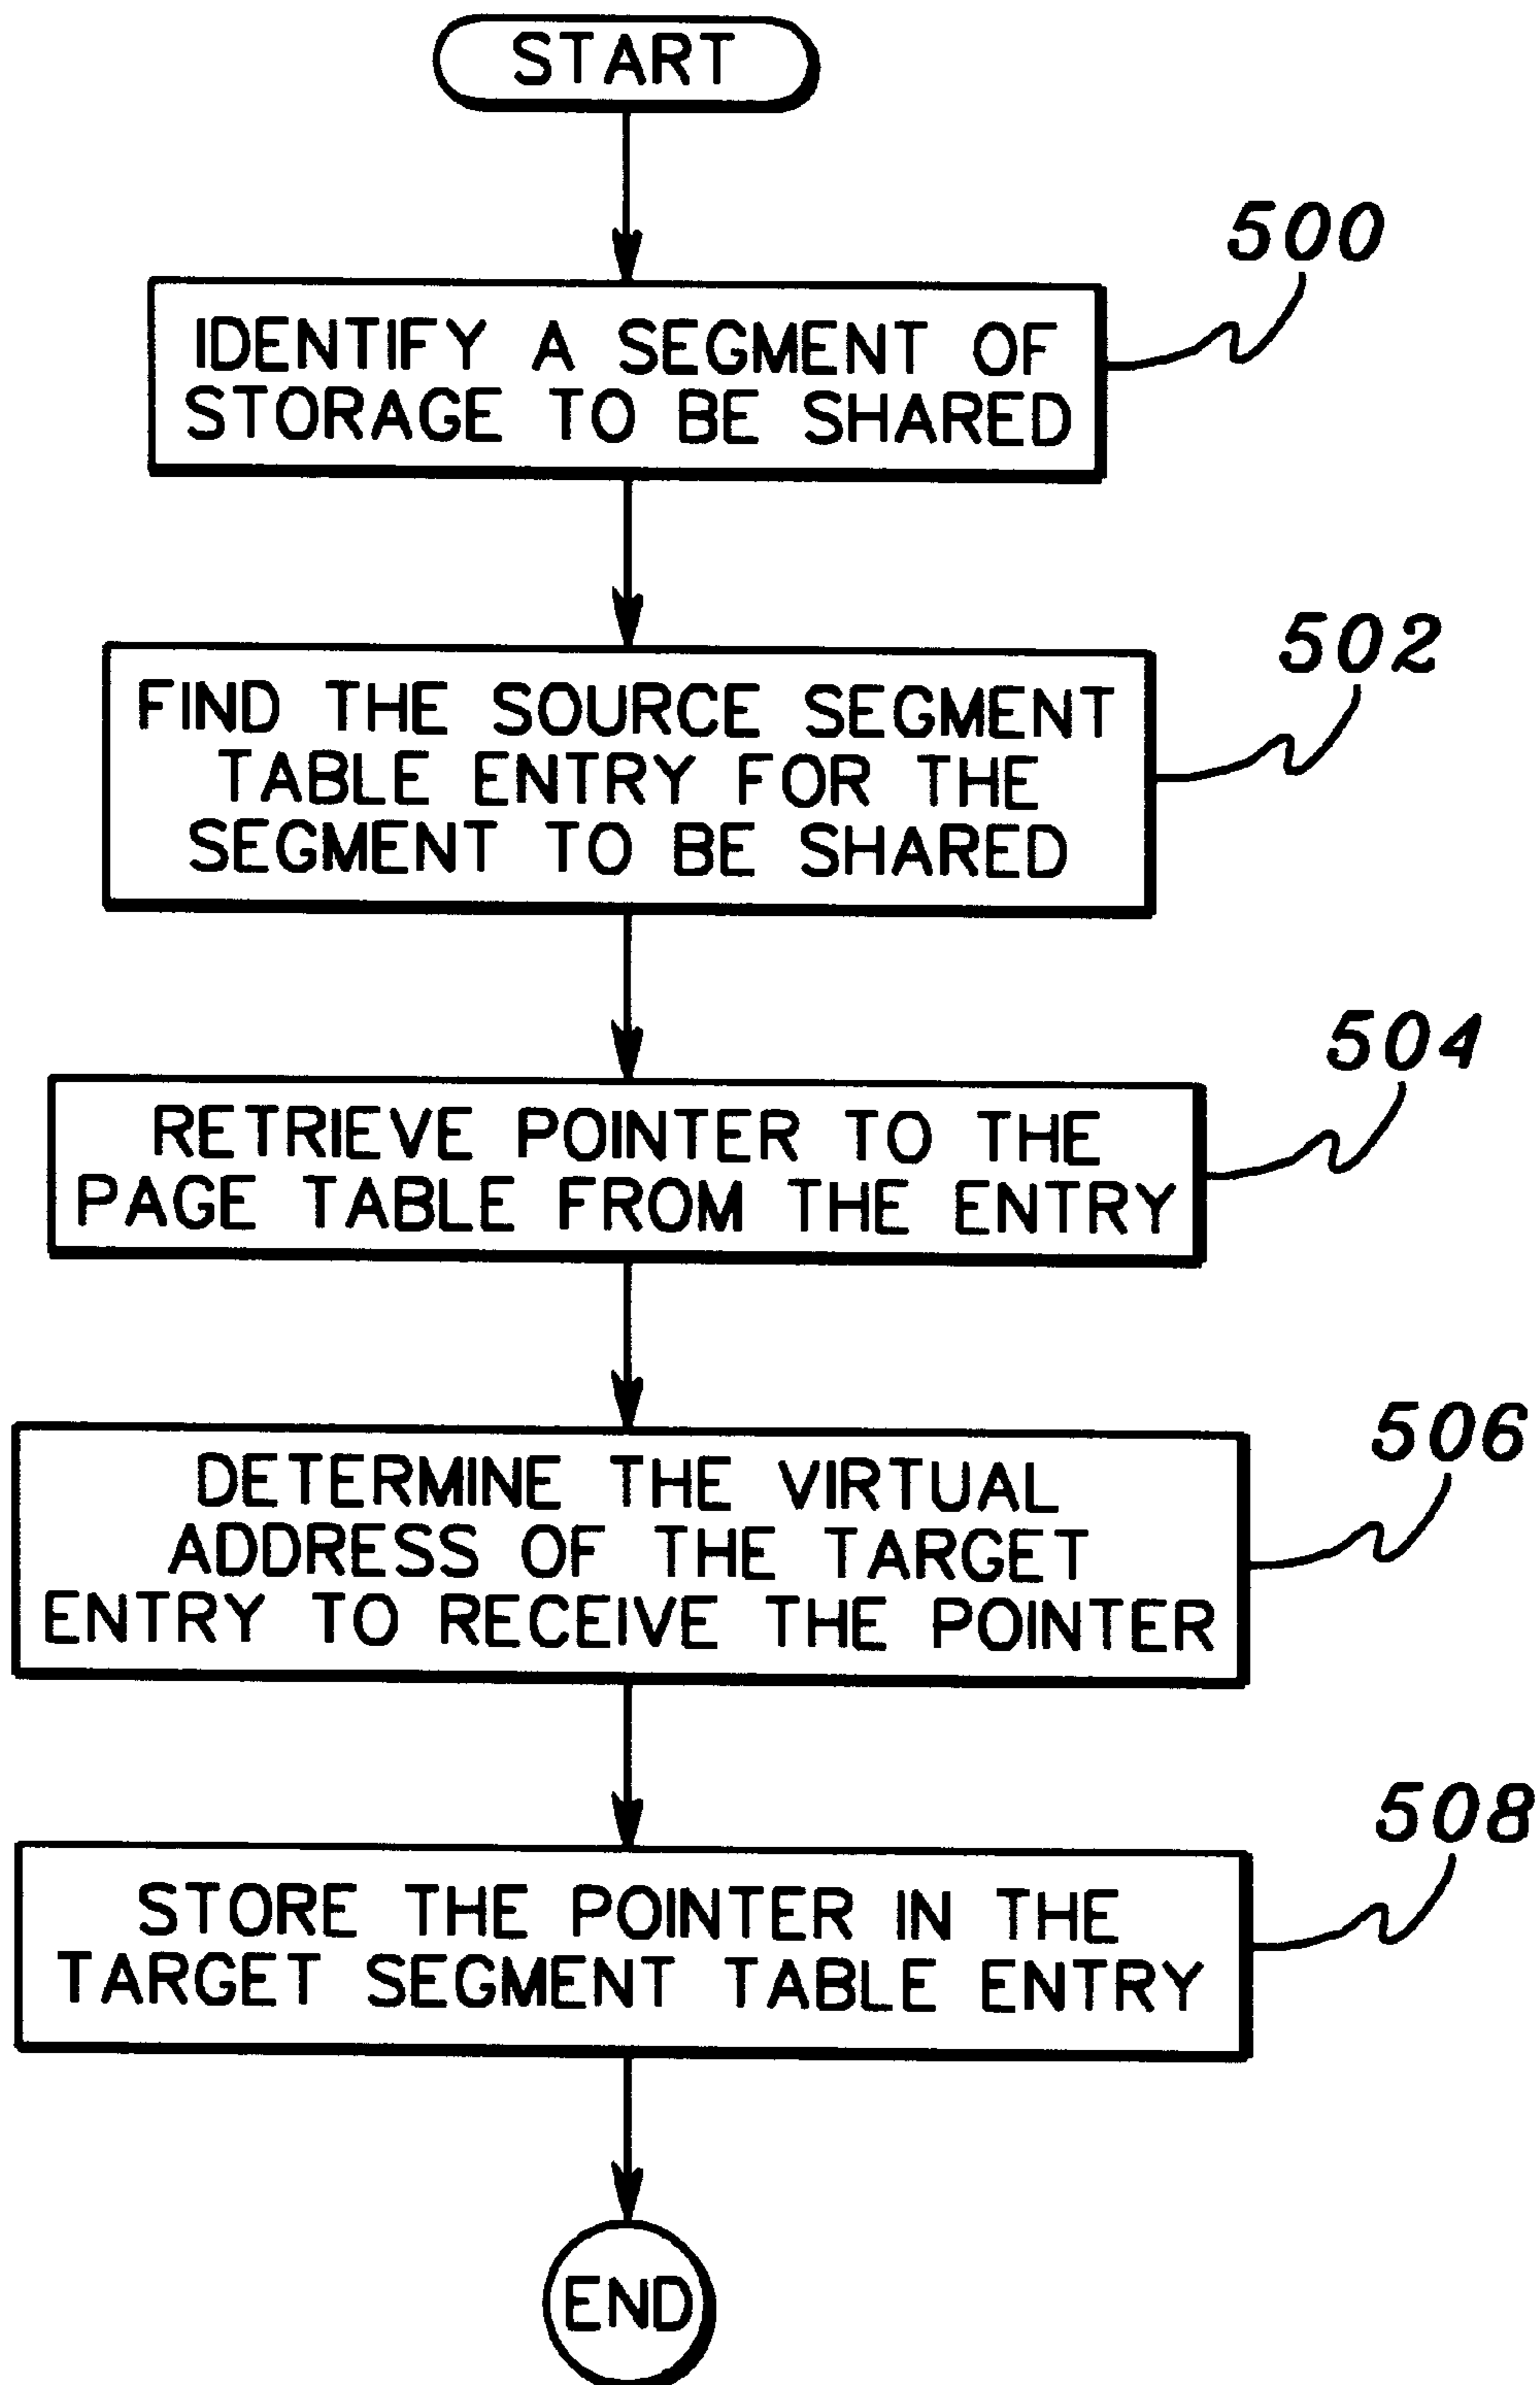 START
500
IDENTIFY A SEGMENT OF
STORAGE TO BE SHARED
502
FIND THE SOURCE SEGMENT
TABLE ENTRY FOR THE
SEGMENT TO BE SHARED
504
RETRIEVE POINTER TO THE
PAGE TABLE FROM THE ENTRY
506
DETERMINE THE VIRTUAL
ADDRESS OF THE TARGET
ENTRY TO RECEIVE THE POINTER
508
STORE THE POINTER IN THE
TARGET SEGMENT TABLE ENTRY
END